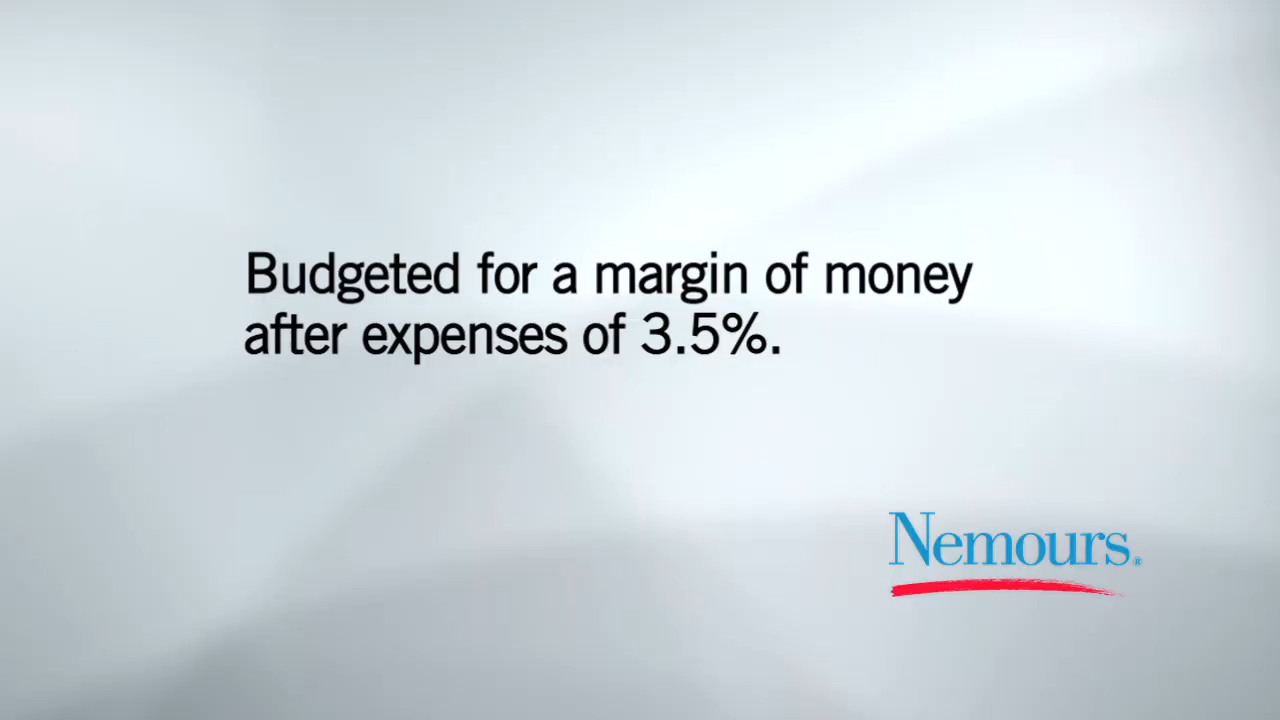 Budgeted for a margin of money
after expenses of 3.5%.
Nemours®